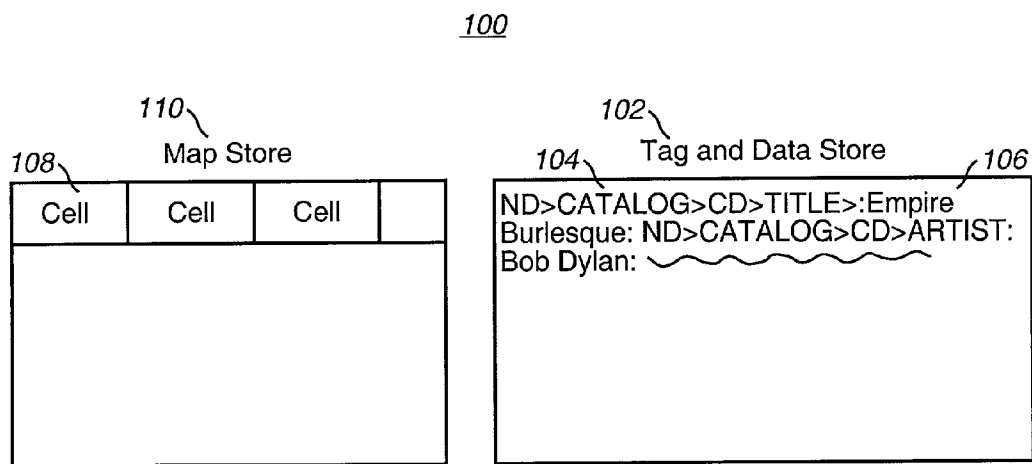 100
110
Map Store
108
Cell Cell Cell
102
Tag and Data Store
104
106
ND>CATALOG>CD>TITLE>:Empire
Burlesque: ND>CATALOG>CD>ARTIST:
Bob Dylan: